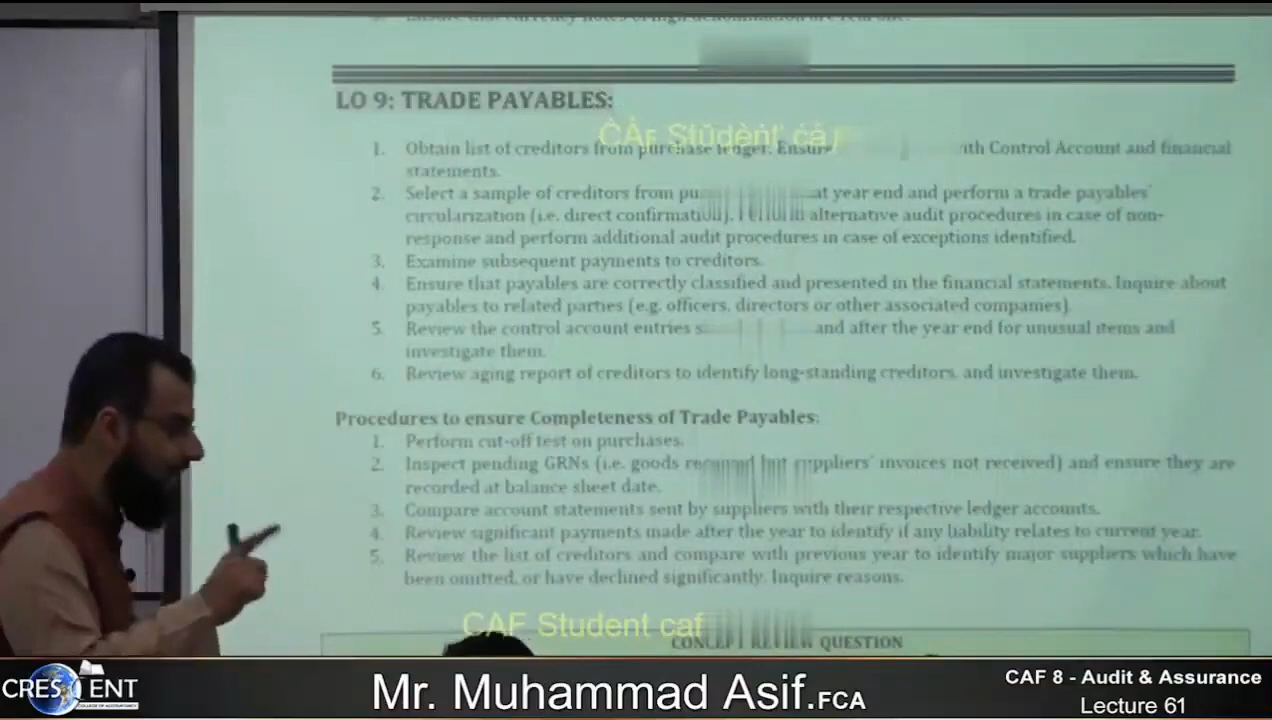 LO 9: TRADE PAYABLES:
CAF Student ca
1. Obtain list of creditors from purchase ledger. Ensure with Control Account and financial
statements.
2. Select a sample of creditors from at year end and perform a trade payables'
circularization (i.e. direct confirmation). Perform alternative audit procedures in case of non-
response and perform additional audit procedures in case of exceptions identified.
3. Examine subsequent payments to creditors.
4. Ensure that payables are correctly classified and presented in the financial statements. Inquire about
payables to related parties (e.g. officers, directors or other associated companies)
5. Review the control account entries and after the year end for unusual items and
investigate them.
6. Review aging report of creditors to identify long-standing creditors, and investigate them.
Procedures to ensure Completeness of Trade Payables:
1. Perform cut-off test on purchases.
2. Inspect pending GRNs (i.e. goods received but suppliers' invoices not received) and ensure they are
recorded at balance sheet date.
3. Compare account statements sent by suppliers with their respective ledger accounts.
4. Review significant payments made after the year to identify if any liability relates to current year.
5. Review the list of creditors and compare with previous year to identify major suppliers which have
been omitted, or have declined significantly. Inquire reasons.
CAF Student caf
CONCEPT REVIEW QUESTION
CRESCENT
COLLEGE OF ACCOUNTANCY
Mr. Muhammad Asif.FCA
CAF 8 - Audit & Assurance
Lecture 61